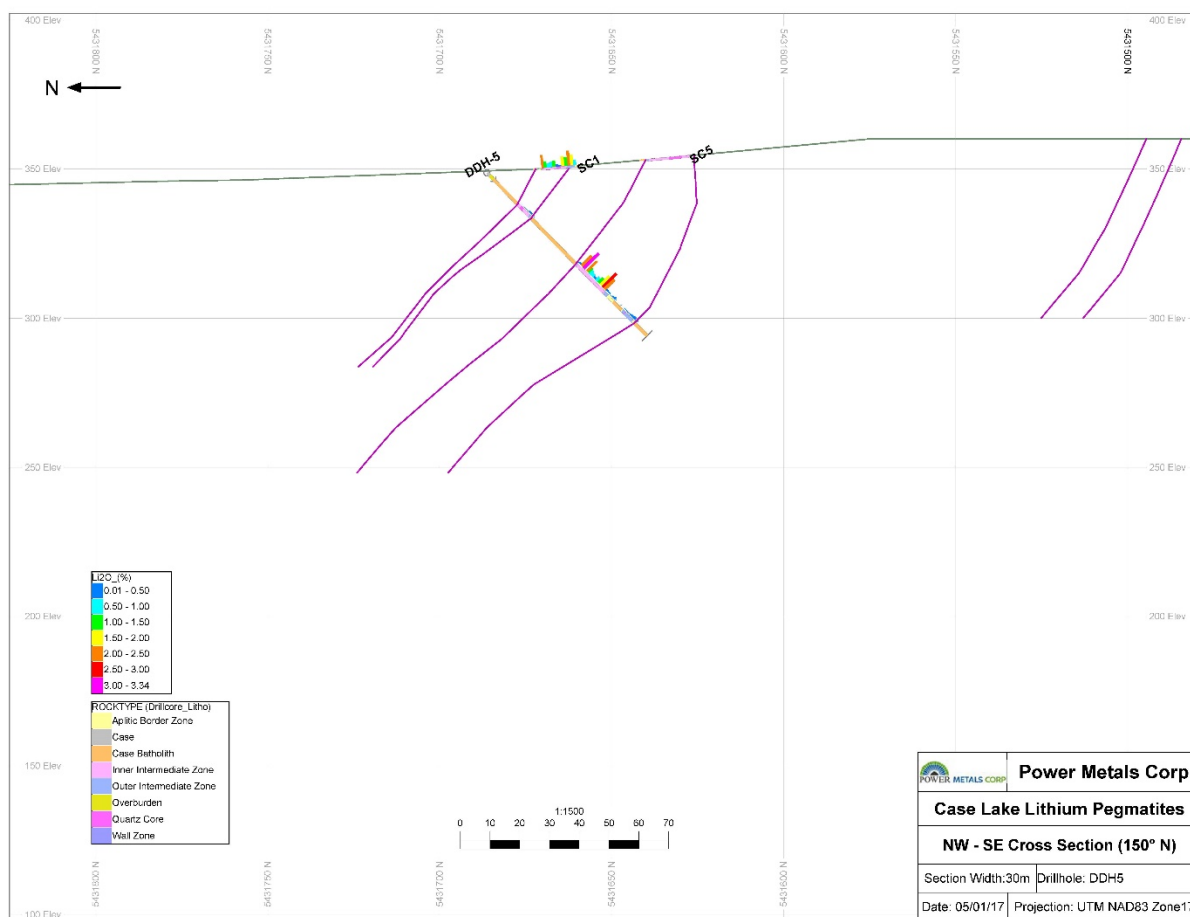 400 Elev
400 Elev
5431800 N
5431750 N
5431700 N
5431650 N
5431600 N
5431550 N
5431500 N
N
DDH-5
SC1
SC5
350 Elev
350 Elev
300 Elev
300 Elev
250 Elev
250 Elev
200 Elev
200 Elev
Li2O_(%)
0.01 - 0.50
0.50 - 1.00
1.00 - 1.50
1.50 - 2.00
2.00 - 2.50
2.50 - 3.00
3.00 - 3.34
ROCKTYPE (Drillcore_Litho)
Aplitic Border Zone
Case
Case Batholith
Inner Intermediate Zone
Outer Intermediate Zone
Overburden
Quartz Core
Wall Zone
150 Elev
150 Elev
1:1500
0 10 20 30 40 50 60 70
POWER METALS CORP
Power Metals Corp
Case Lake Lithium Pegmatites
NW - SE Cross Section (150° N)
Section Width:30m
Drillhole: DDH5
Date: 05/01/17
Projection: UTM NAD83 Zone17
5431800 N
5431750 N
5431700 N
5431650 N
5431600 N
100 Elev